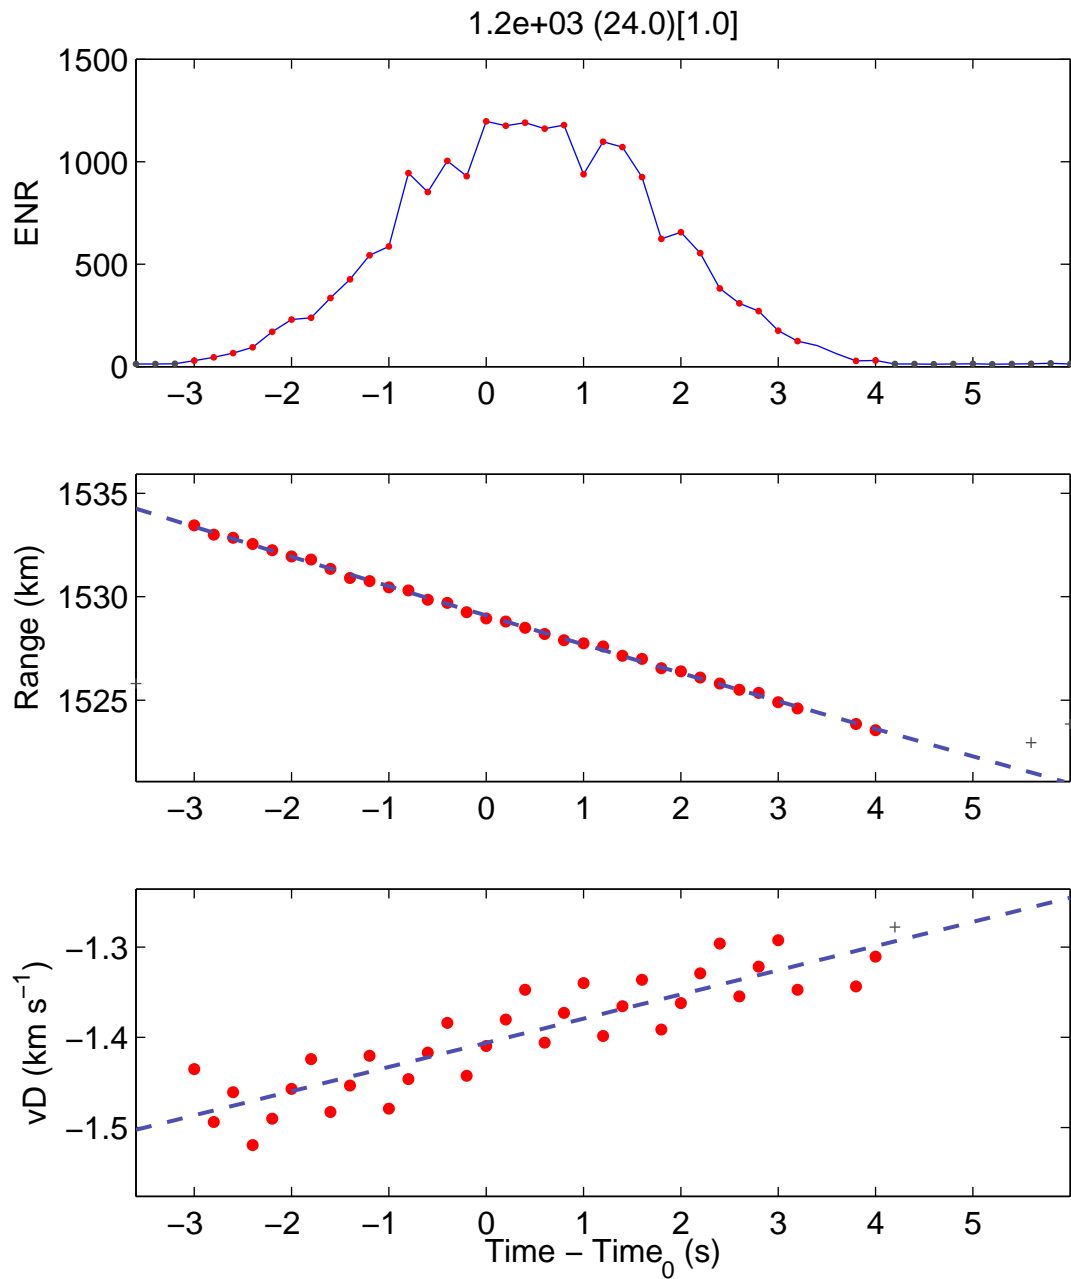 1.2e+03 (24.0)[1.0]
1500
1000
500
0
ENR
−3 −2 −1 0 1 2 3 4 5
1535
1530
1525
Range (km)
−3 −2 −1 0 1 2 3 4 5
−1.3
−1.4
−1.5
vD (km s−1)
−3 −2 −1 0 1 2 3 4 5
Time − Time0 (s)